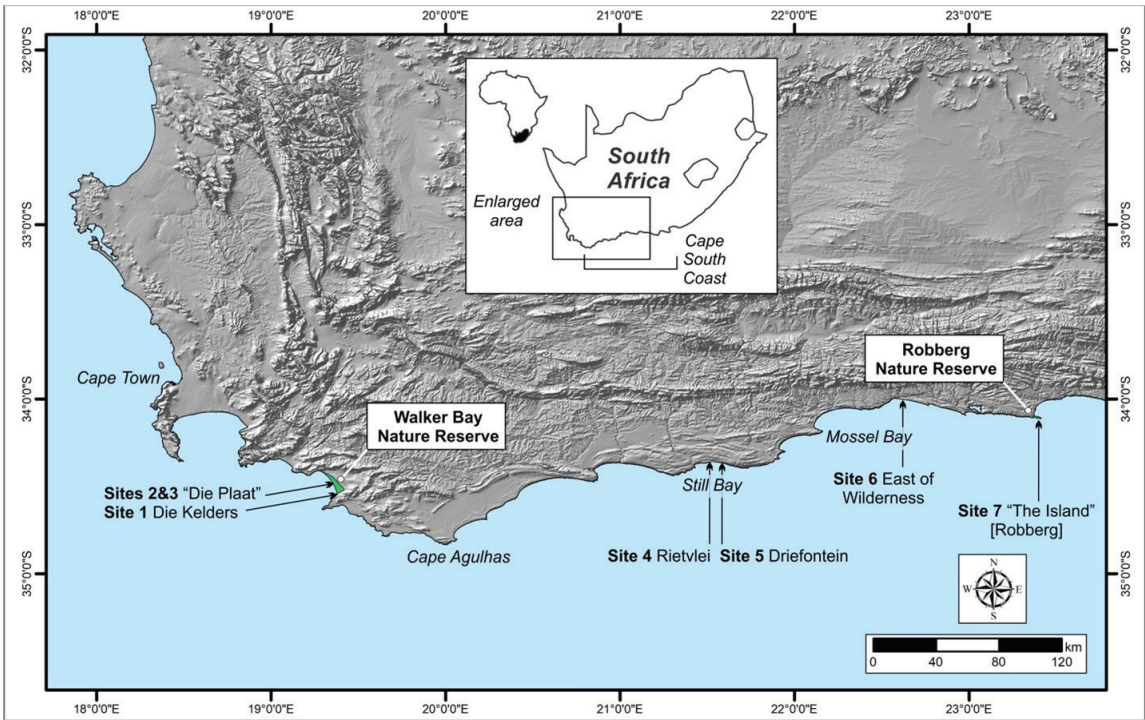 18°0'0"E 19°0'0"E 20°0'0"E 21°0'0"E 22°0'0"E 23°0'0"E
32°0'0"S
32°0'0"S
33°0'0"S
33°0'0"S
34°0'0"S
34°0'0"S
35°0'0"S
35°0'0"S
South
Africa
Enlarged
area
Cape
South
Coast
Robberg
Nature Reserve
Cape Town
Walker Bay
Nature Reserve
Mossel Bay
Still Bay
Site 6 East of
Wilderness
Sites 2&3 "Die Plaat"
Site 1 Die Kelders
Site 7 "The Island"
[Robberg]
Cape Agulhas
Site 4 Rietvlei
Site 5 Driefontein
N
W E
S
km
0 40 80 120
18°0'0"E 19°0'0"E 20°0'0"E 21°0'0"E 22°0'0"E 23°0'0"E